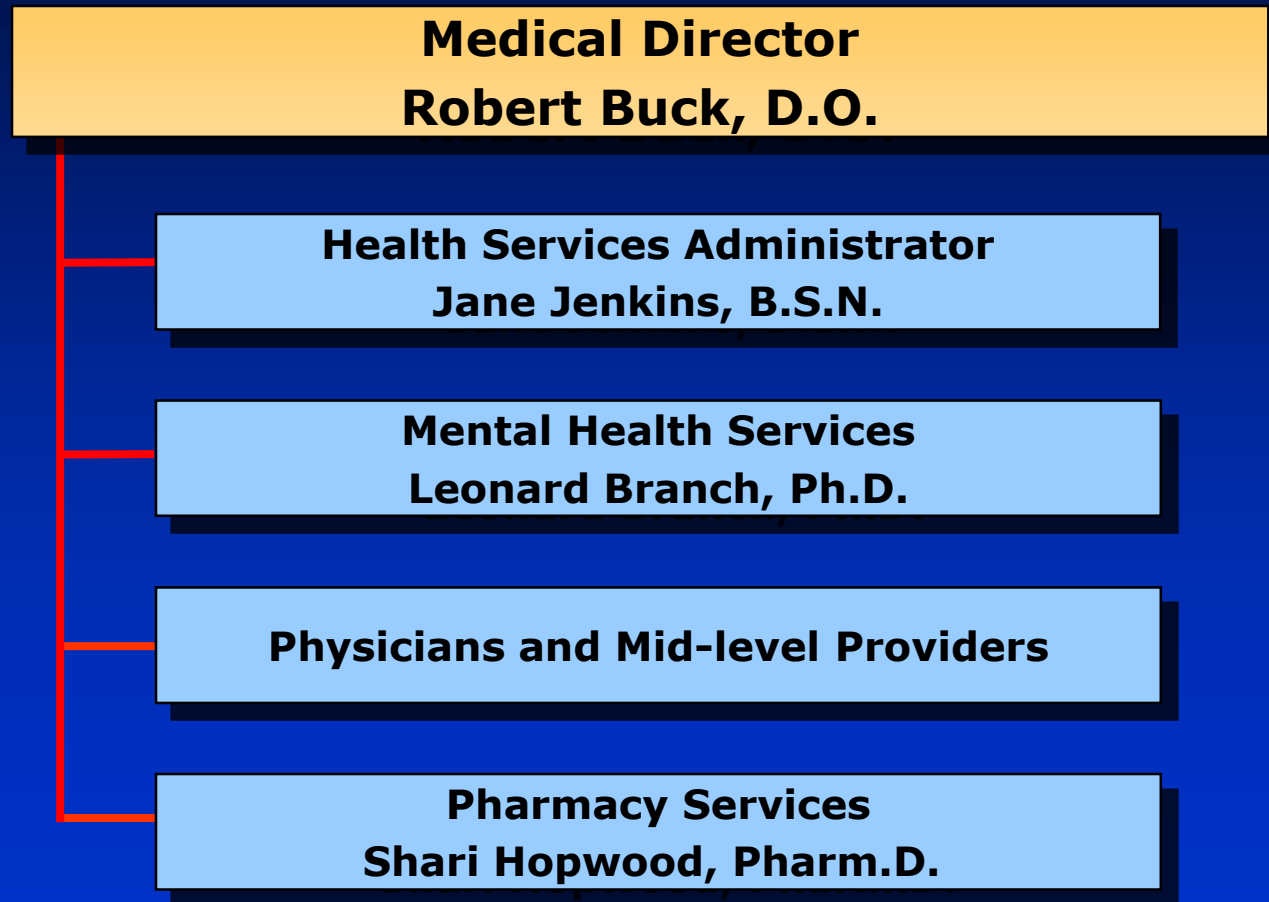 Medical Director
Robert Buck, D.O.
Health Services Administrator
Jane Jenkins, B.S.N.
Mental Health Services
Leonard Branch, Ph.D.
Physicians and Mid-level Providers
Pharmacy Services
Shari Hopwood, Pharm.D.